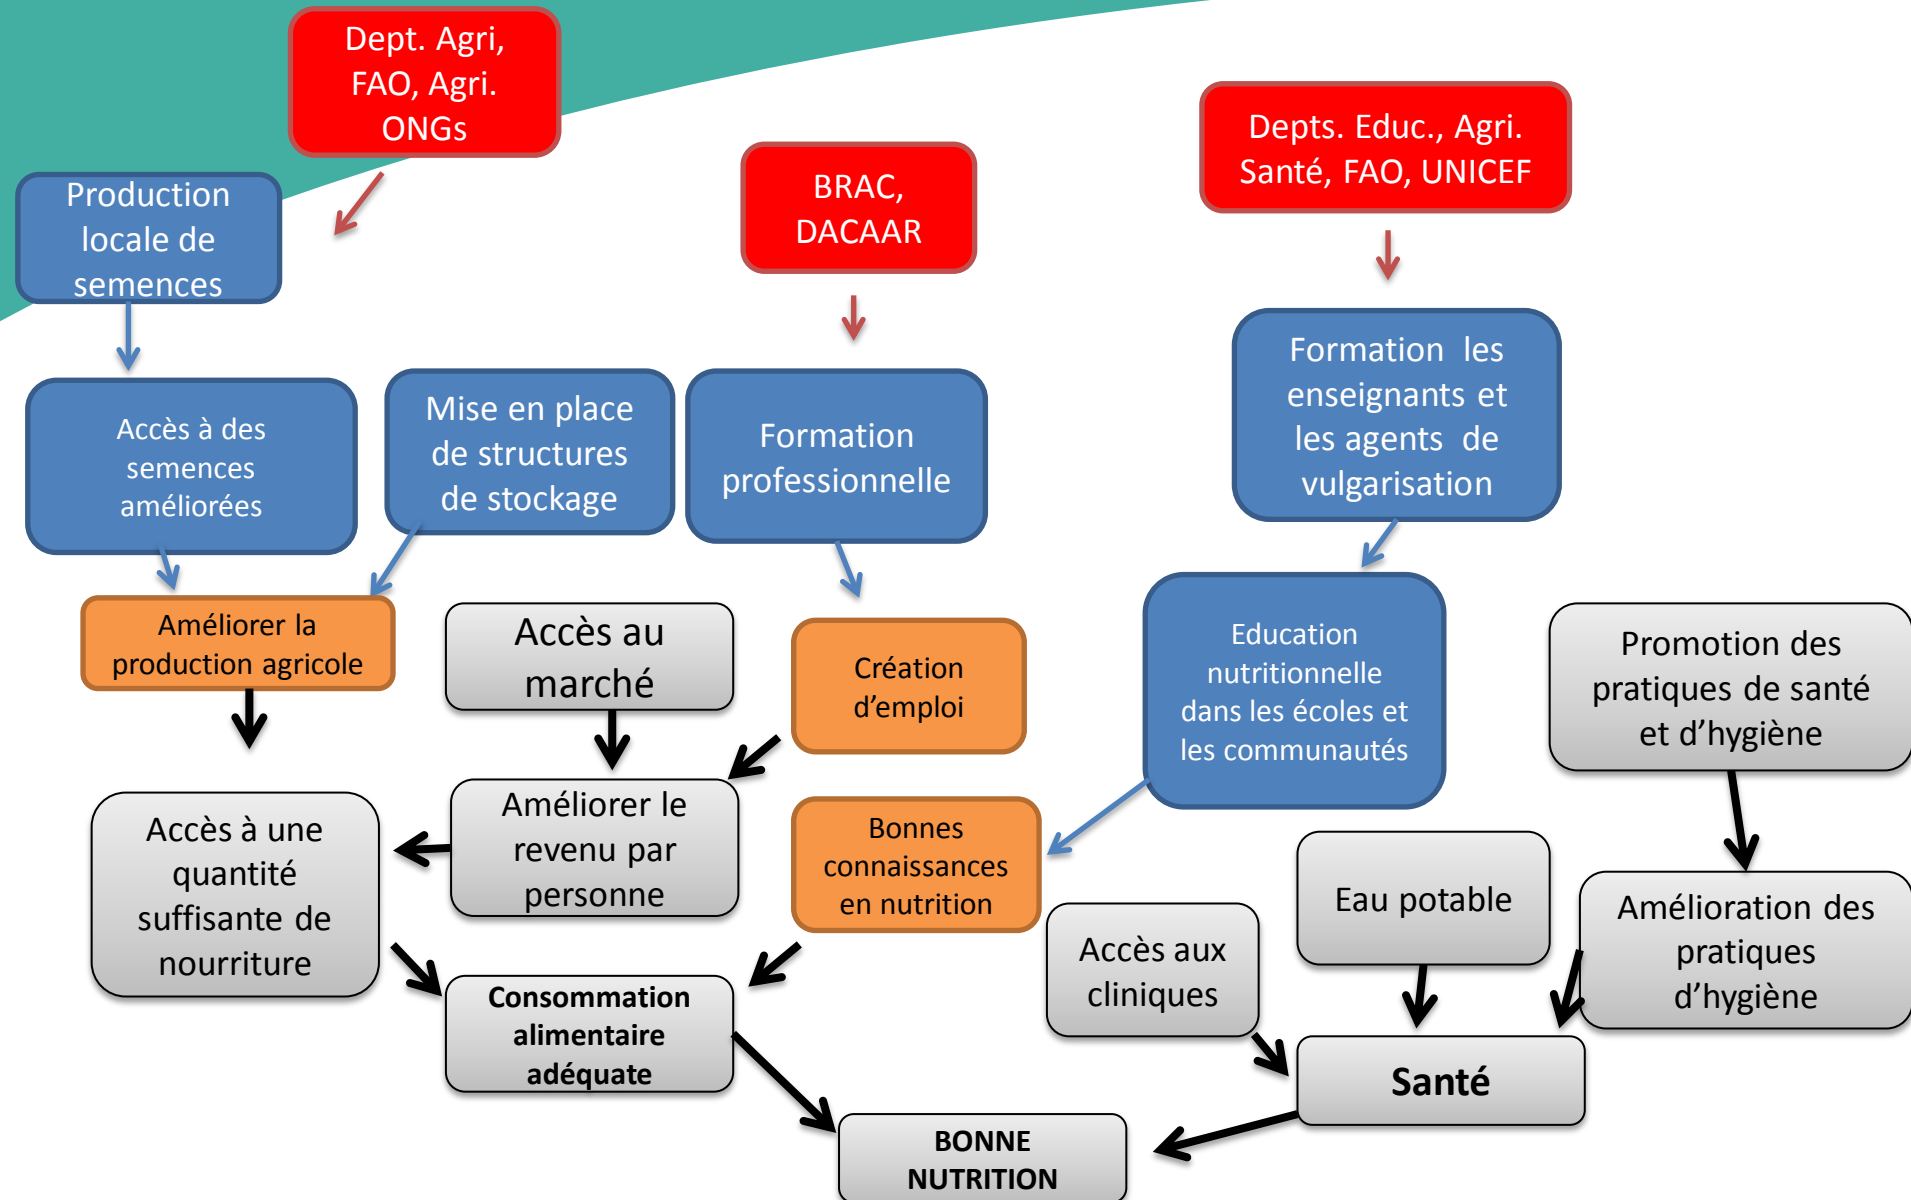 Dept. Agri,
FAO, Agri.
ONGs
Depts. Educ., Agri.
Santé, FAO, UNICEF
BRAC,
DACAAR
Production
locale de
semences
Accès à des
semences
améliorées
Mise en place
de structures
de stockage
Formation
professionnelle
Formation les
enseignants et
les agents de
vulgarisation
Améliorer la
production agricole
Accès au
marché
Création
d’emploi
Education
nutritionnelle
dans les écoles et
les communautés
Promotion des
pratiques de santé
et d’hygiène
Accès à une
quantité
suffisante de
nourriture
Améliorer le
revenu par
personne
Bonnes
connaissances
en nutrition
Accès aux
cliniques
Eau potable
Amélioration des
pratiques
d’hygiène
Consommation
alimentaire
adéquate
Santé
BONNE
NUTRITION